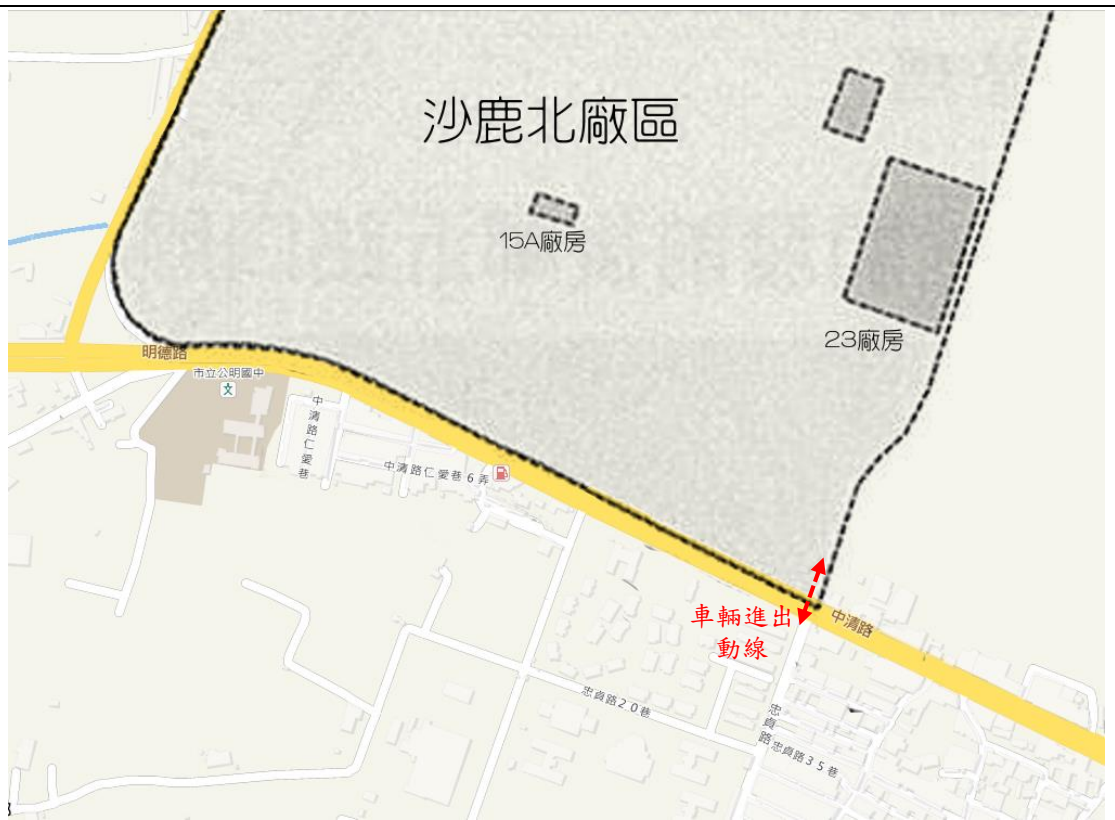 沙鹿北廠區
15A廠房
23廠房
明德路
市立公明國中
文
中清路仁愛巷
中清路仁愛巷6弄
車輛進出
動線
中清路
忠貞路20巷
忠貞路
忠貞路35巷